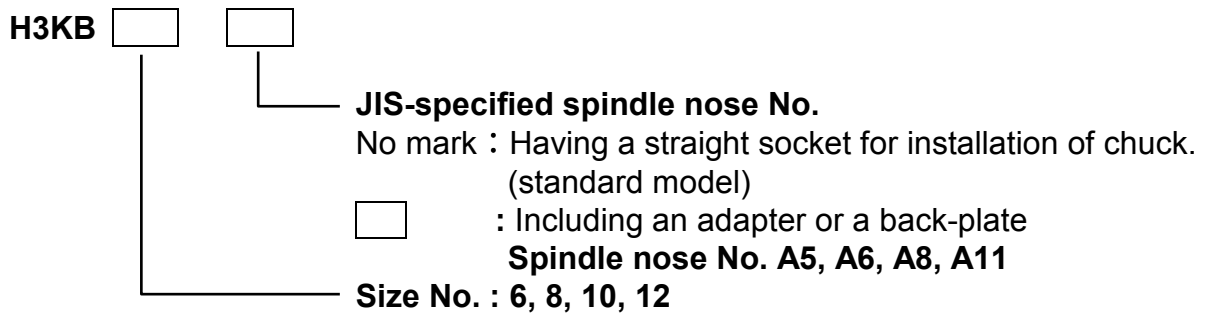 H3KB
JIS-specified spindle nose No.
No mark：Having a straight socket for installation of chuck.
(standard model)
: Including an adapter or a back-plate
Spindle nose No. A5, A6, A8, A11
Size No. : 6, 8, 10, 12